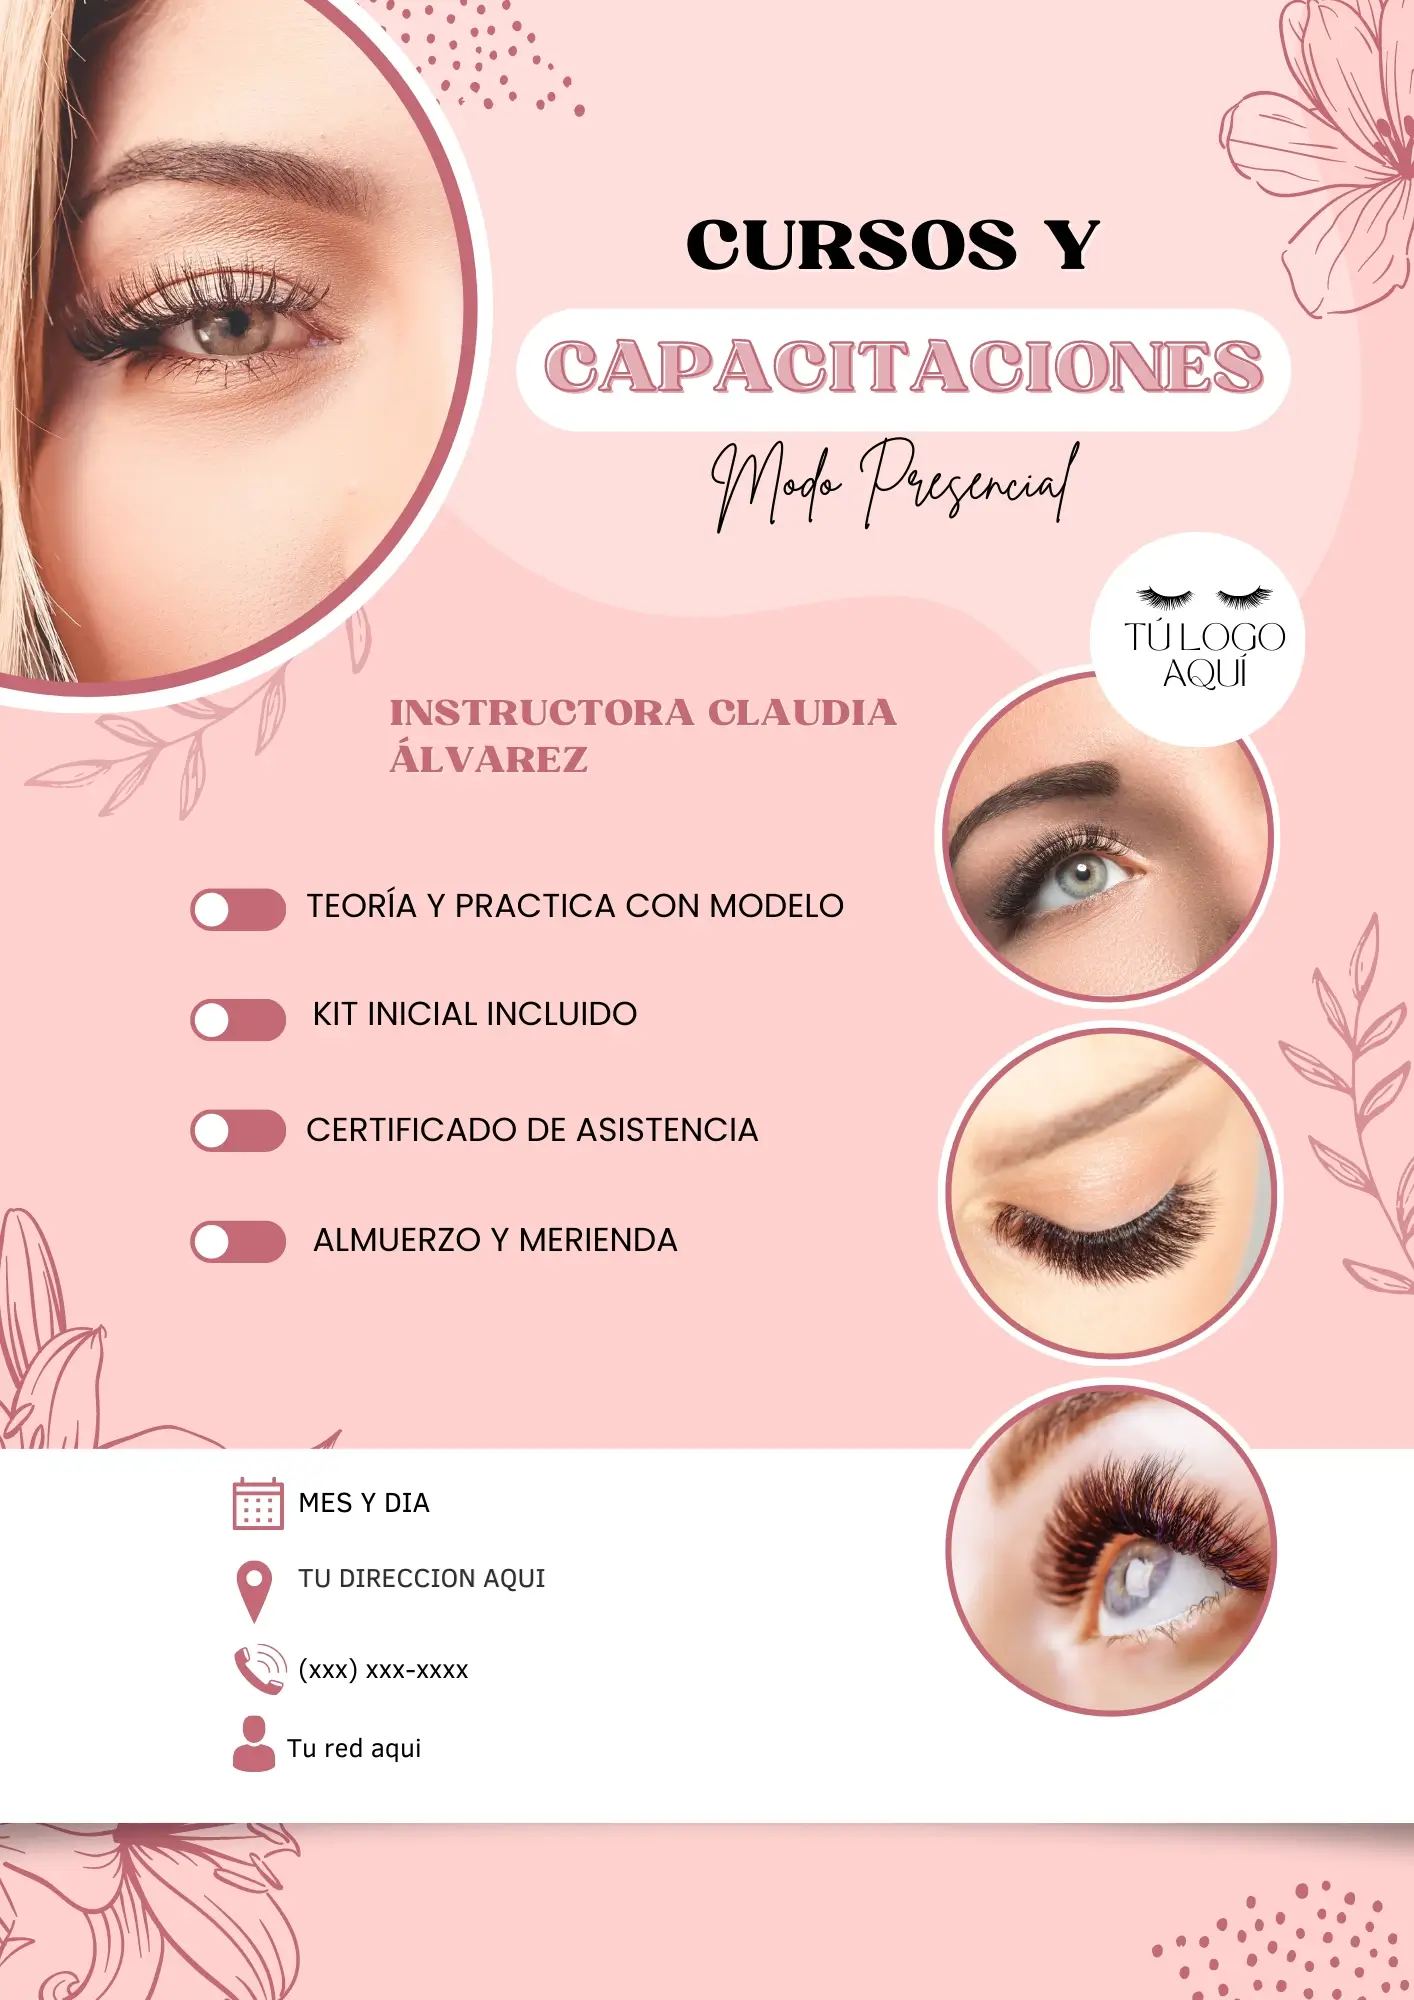 CURSOS Y
CAPACITACIONES
Modo Presencial
TÚ LOGO
AQUÍ
INSTRUCTORA CLAUDIA
ÁLVAREZ
TEORÍA Y PRACTICA CON MODELO
KIT INICIAL INCLUIDO
CERTIFICADO DE ASISTENCIA
ALMUERZO Y MERIENDA
MES Y DIA
TU DIRECCION AQUI
(xxx) xxx-xxxx
Tu red aqui